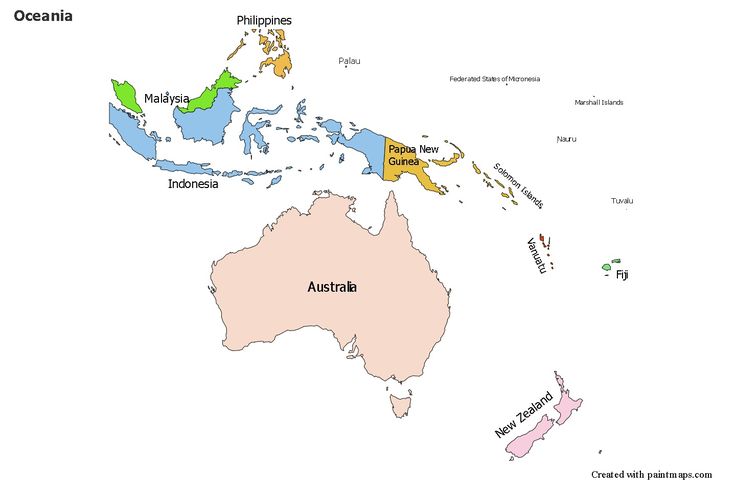 Oceania
Philippines
Palau
Federated States of Micronesia
Malaysia
Marshall Islands
Nauru
Papua New
Guinea
Indonesia
Solomon Islands
Tuvalu
Vanuatu
Fiji
Australia
New Zealand
Created with paintmaps.com